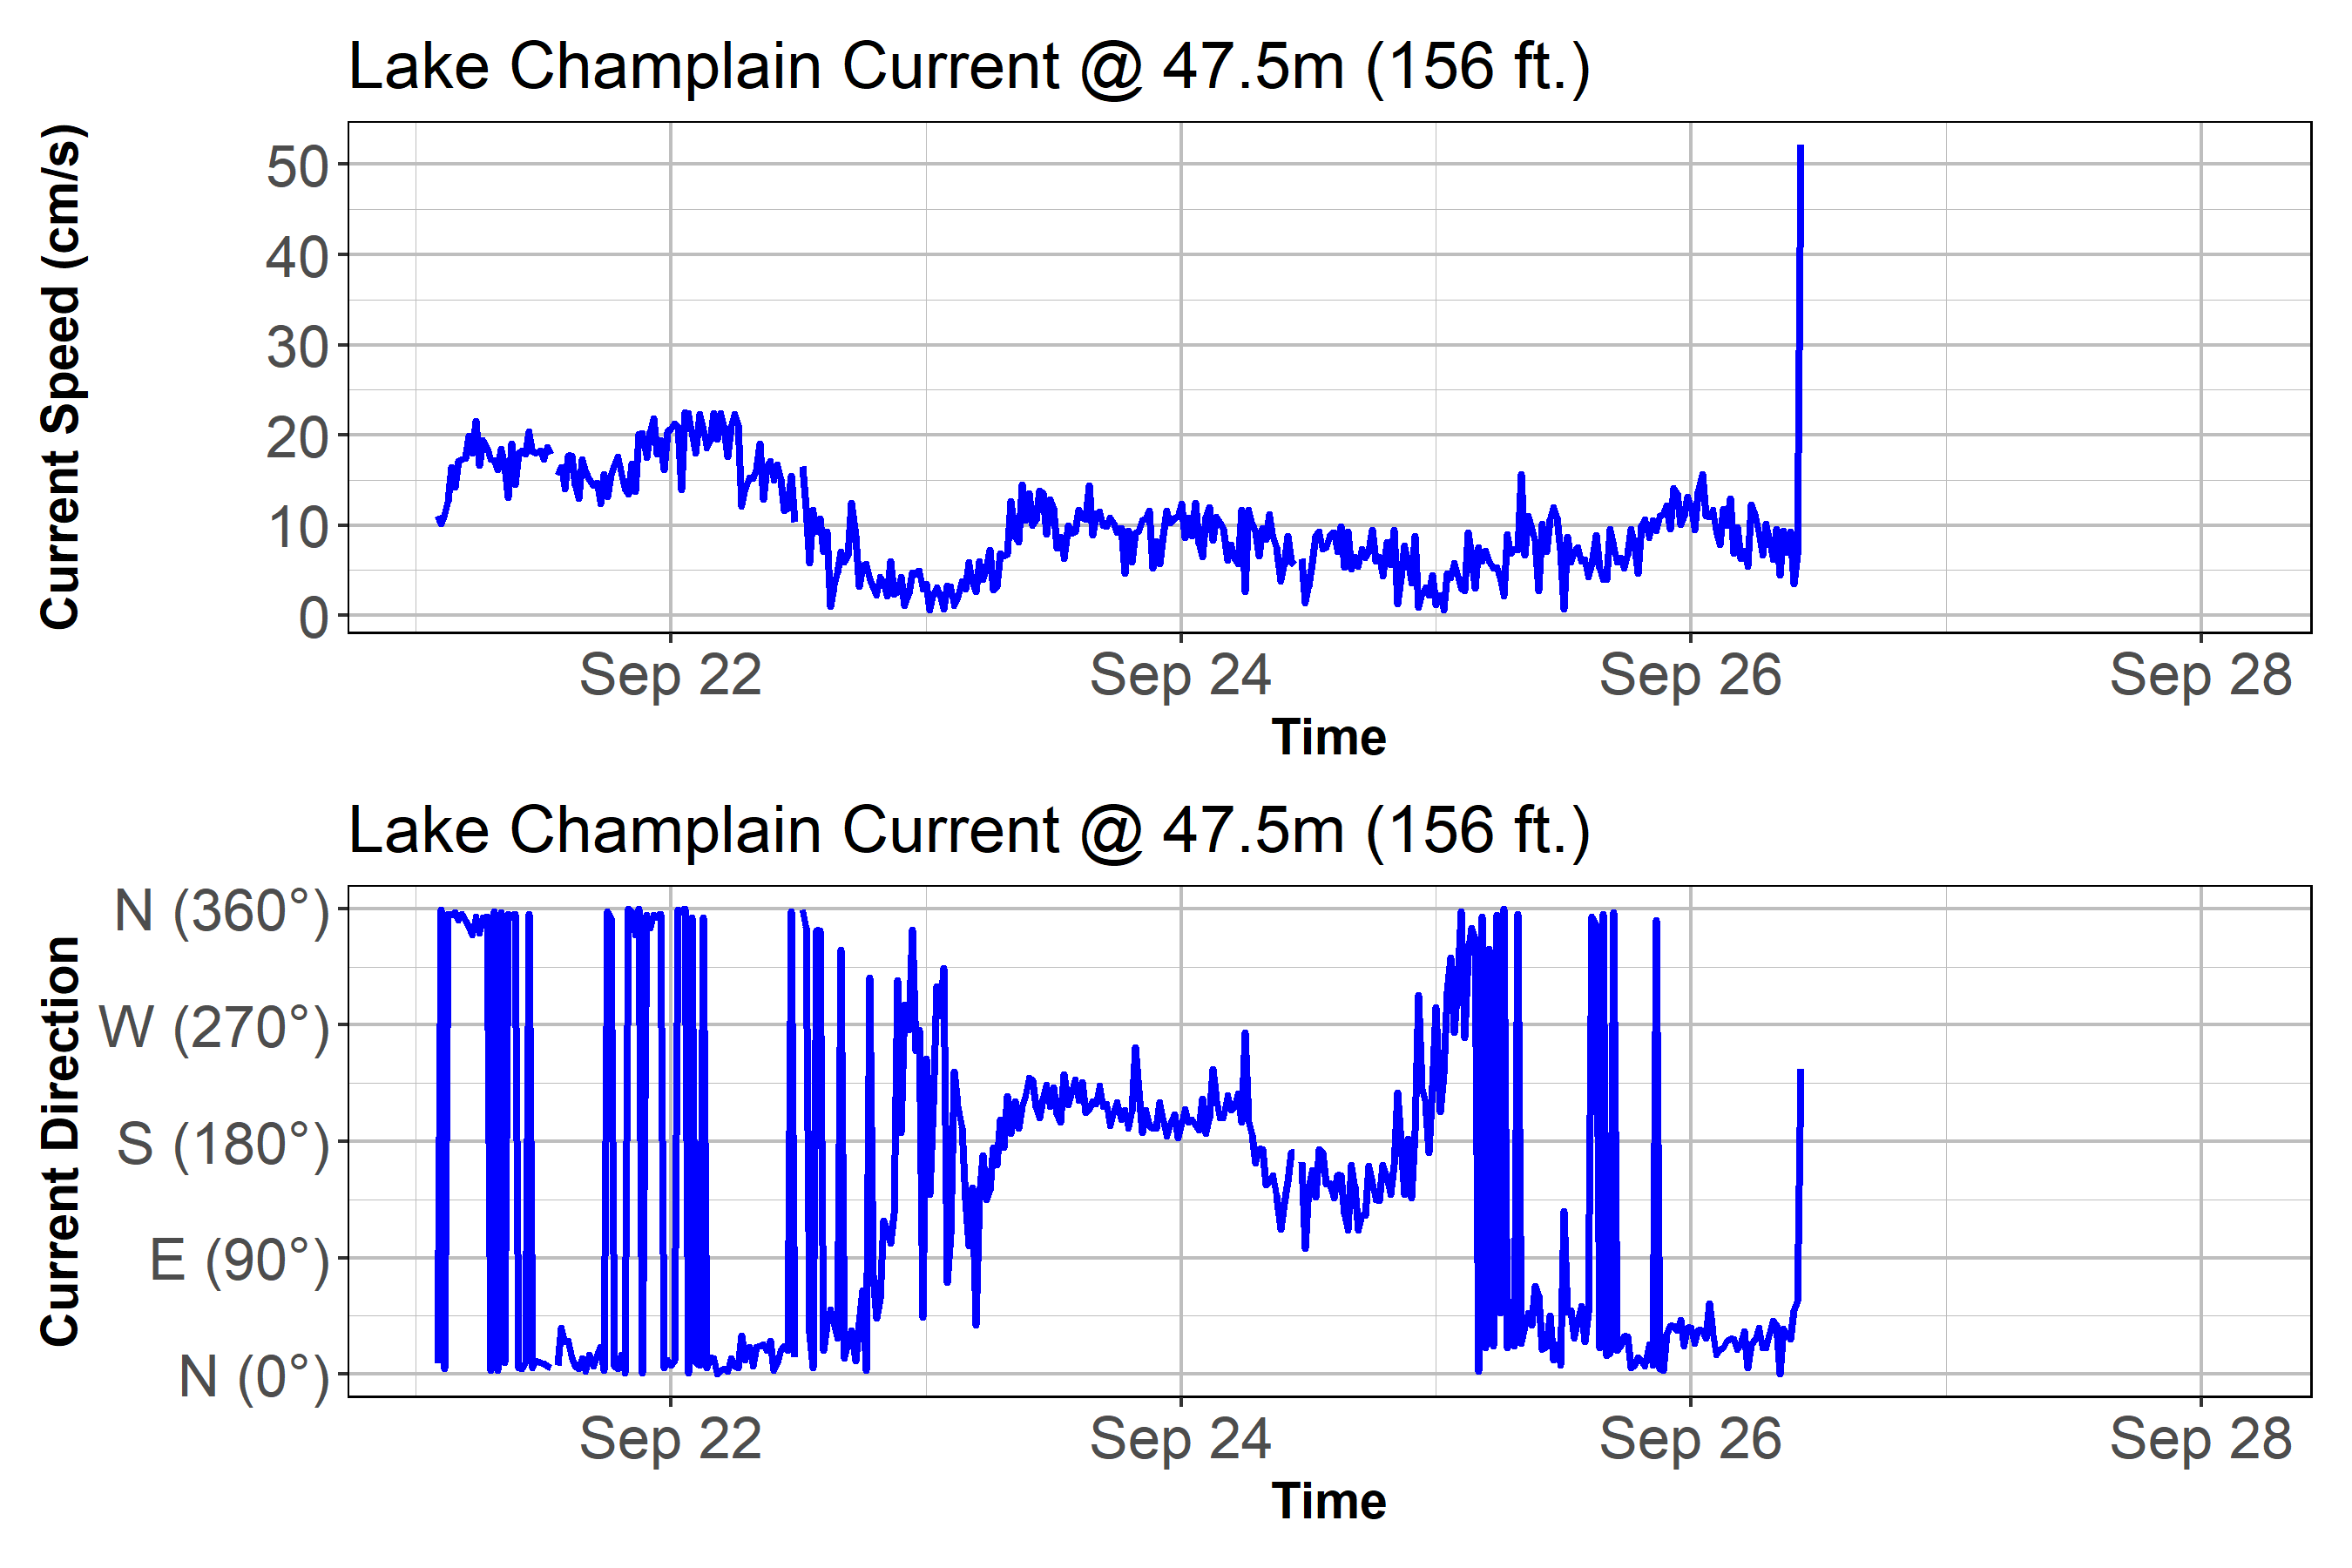 Lake Champlain Current @ 47.5m (156 ft.)
Current Speed (cm/s)
50
40
30
20
10
0
Sep 22 Sep 24 Sep 26 Sep 28
Time
Lake Champlain Current @ 47.5m (156 ft.)
Current Direction
N (360°)
W (270°)
S (180°)
E (90°)
N (0°)
Sep 22 Sep 24 Sep 26 Sep 28
Time